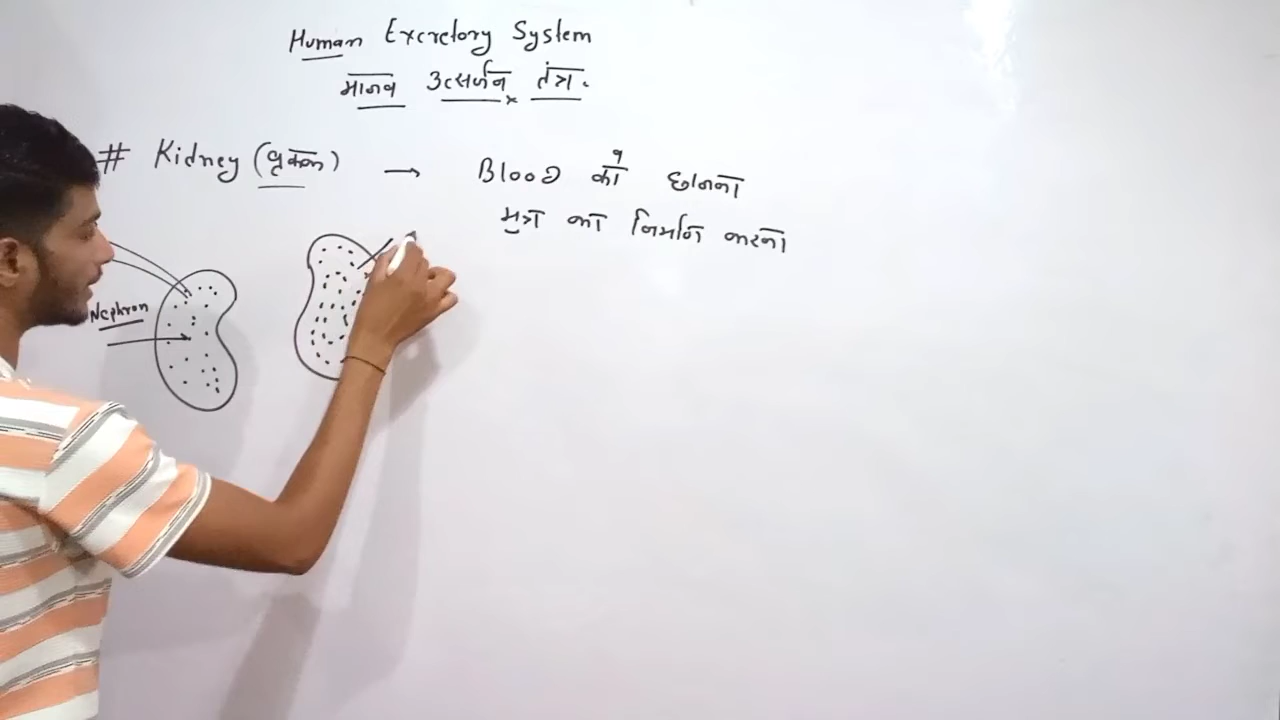 Human Excretory System
मानव उत्सर्जन तंत्र
# Kidney (वृक्क) → Blood को छानना
मुत्र का निर्माण करना
Nephron